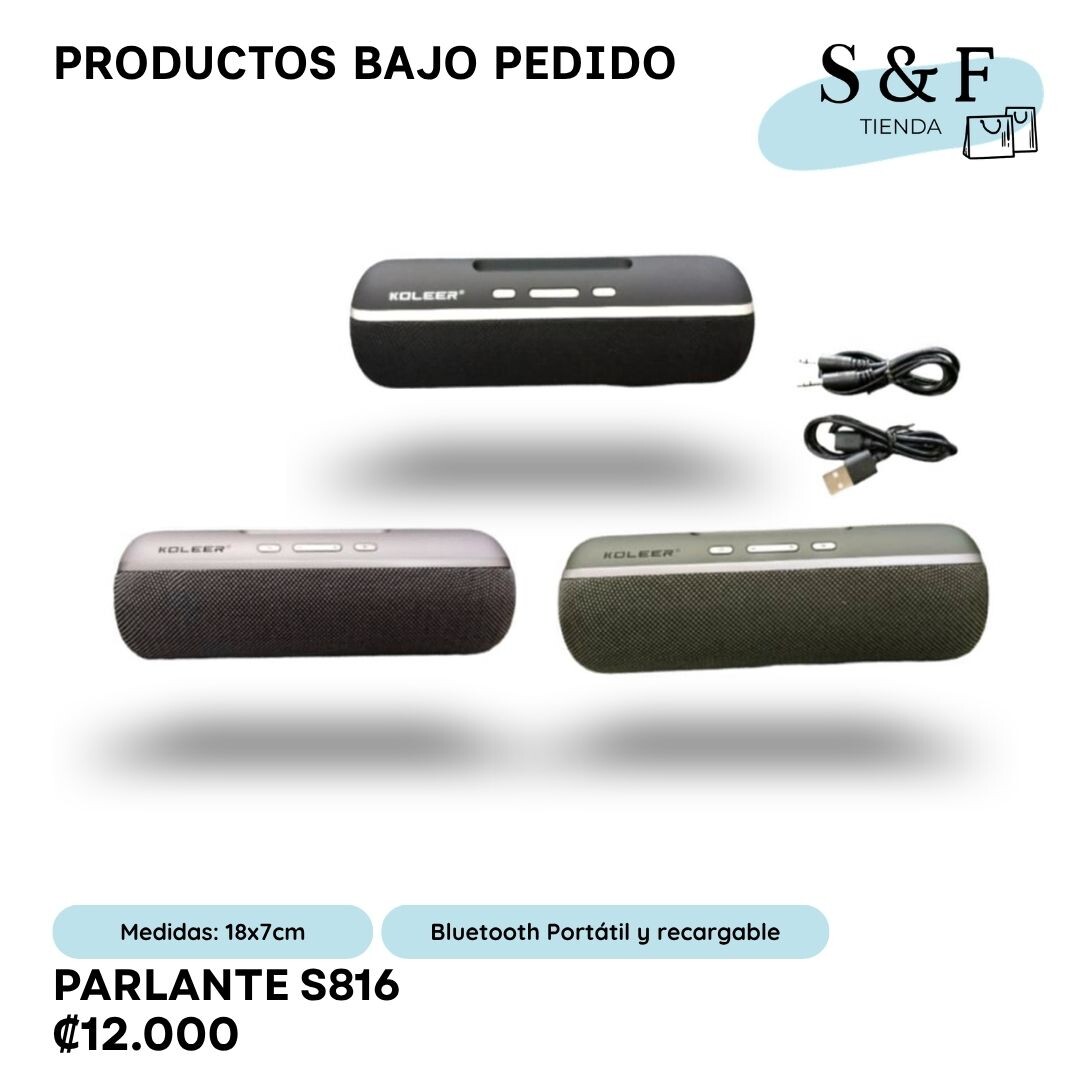 PRODUCTOS BAJO PEDIDO
S & F
TIENDA
KOLEER®
KOLEER®
KOLEER®
Medidas: 18x7cm
Bluetooth Portátil y recargable
PARLANTE S816
₡12.000